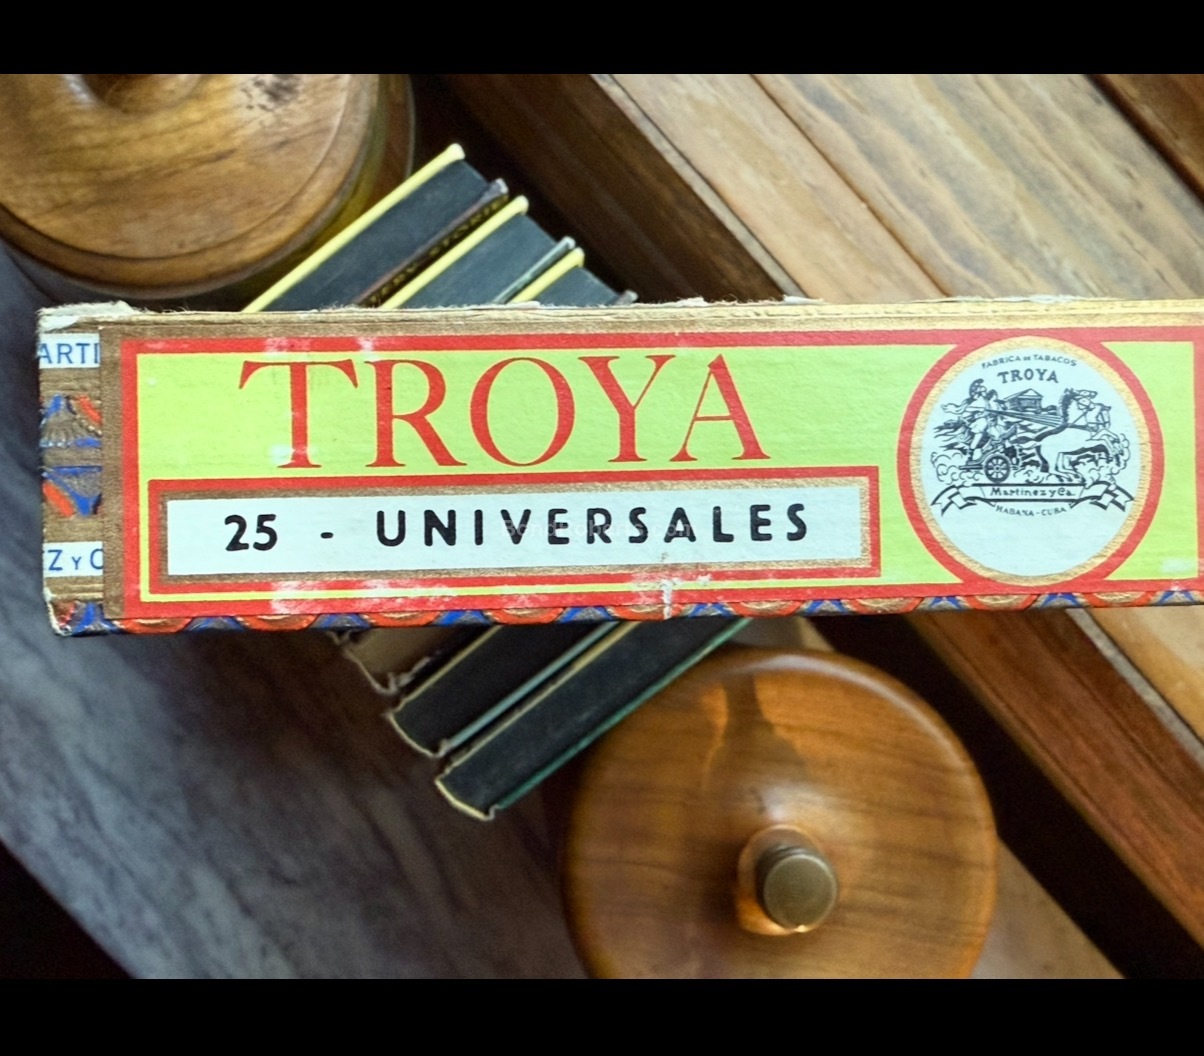 ARTI
Z Y C
TROYA
25 - UNIVERSALES
FABRICA DE TABACOS
TROYA
Martinez y Ca.
HABANA - CUBA